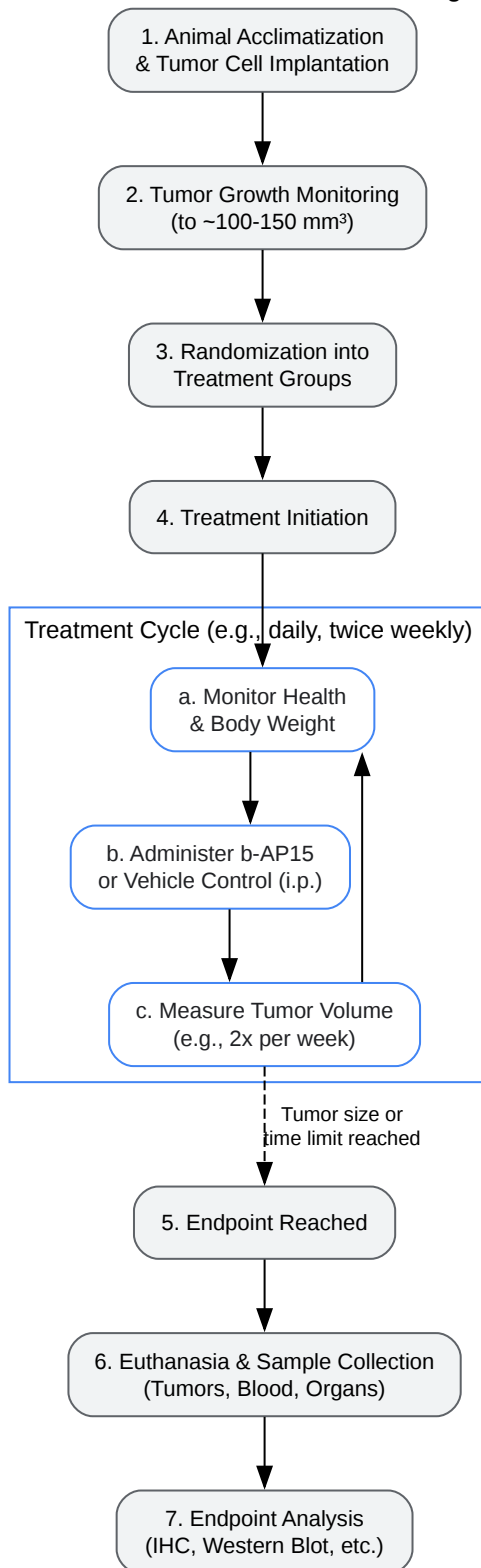 1. Animal Acclimatization
& Tumor Cell Implantation
2. Tumor Growth Monitoring
(to ~100-150 mm³)
3. Randomization into
Treatment Groups
4. Treatment Initiation
Treatment Cycle (e.g., daily, twice weekly)
a. Monitor Health
& Body Weight
b. Administer b-AP15
or Vehicle Control (i.p.)
c. Measure Tumor Volume
(e.g., 2x per week)
Tumor size or
time limit reached
5. Endpoint Reached
6. Euthanasia & Sample Collection
(Tumors, Blood, Organs)
7. Endpoint Analysis
(IHC, Western Blot, etc.)